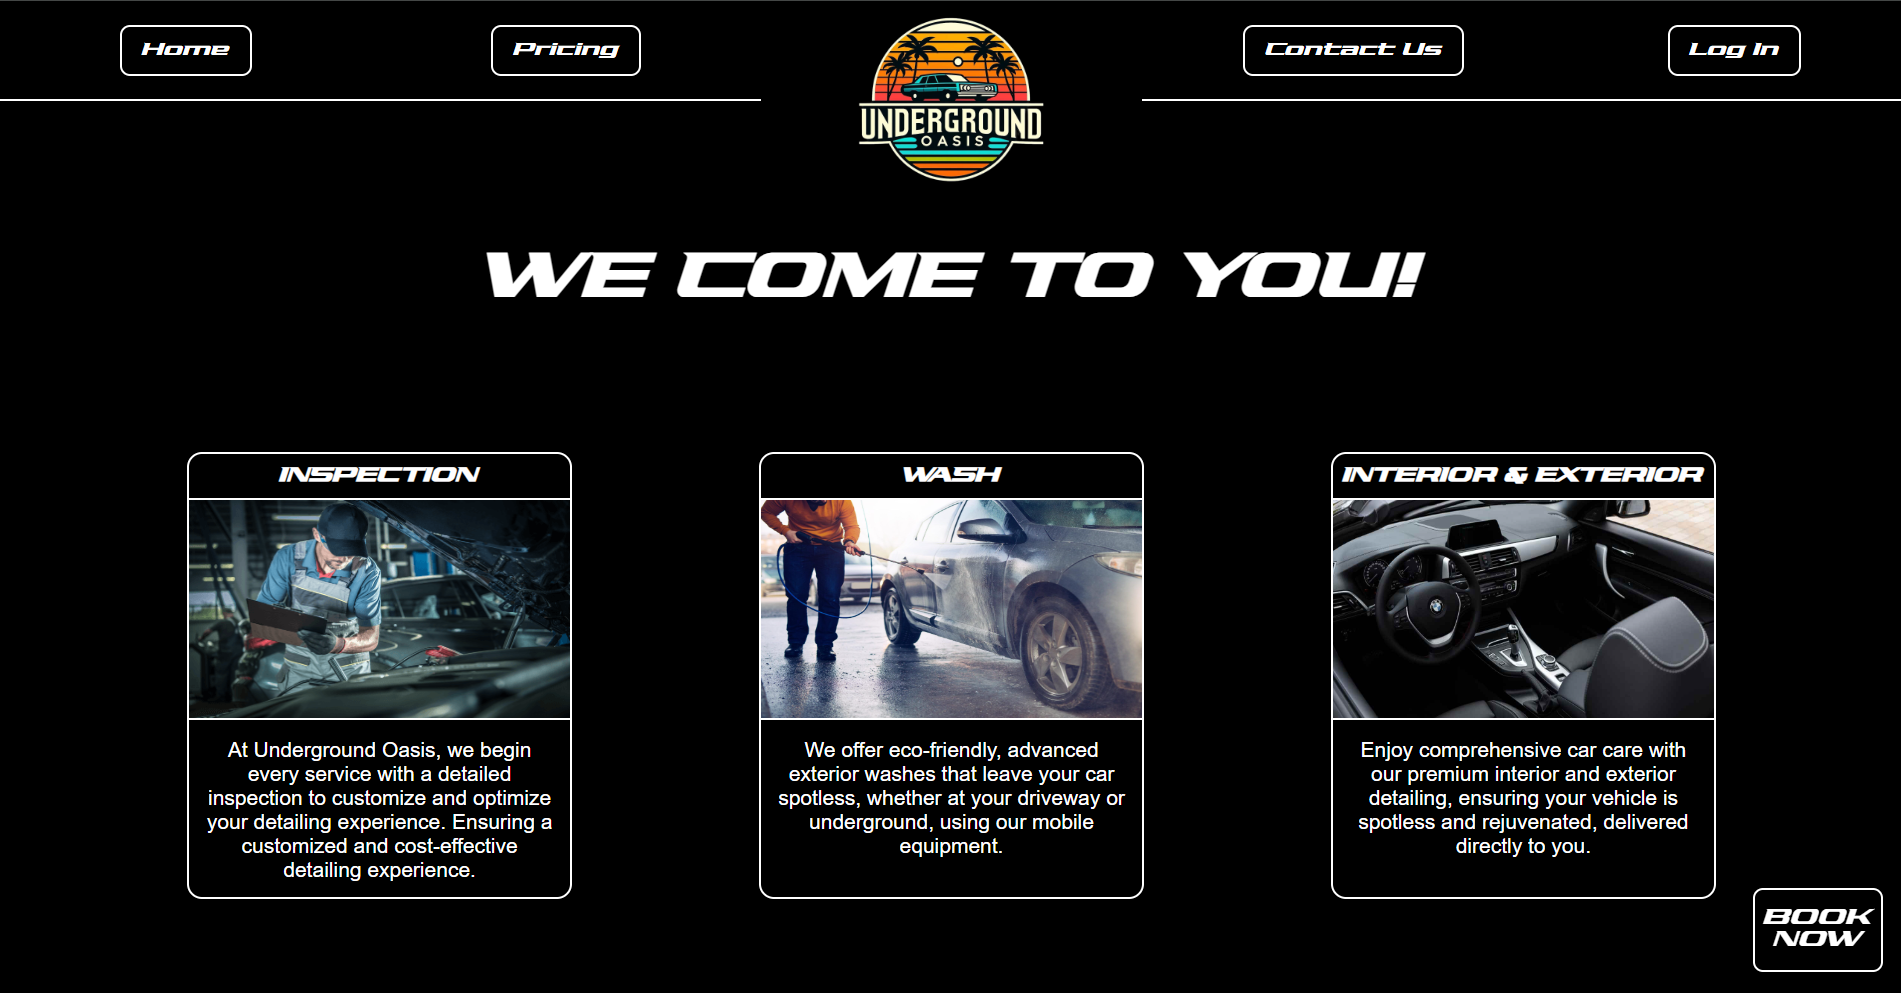 Home
Pricing
UNDERGROUND
OASIS
Contact Us
Log In
WE COME TO YOU!
INSPECTION
At Underground Oasis, we begin
every service with a detailed
inspection to customize and optimize
your detailing experience. Ensuring a
customized and cost-effective
detailing experience.
WASH
We offer eco-friendly, advanced
exterior washes that leave your car
spotless, whether at your driveway or
underground, using our mobile
equipment.
INTERIOR & EXTERIOR
Enjoy comprehensive car care with
our premium interior and exterior
detailing, ensuring your vehicle is
spotless and rejuvenated, delivered
directly to you.
BOOK
NOW